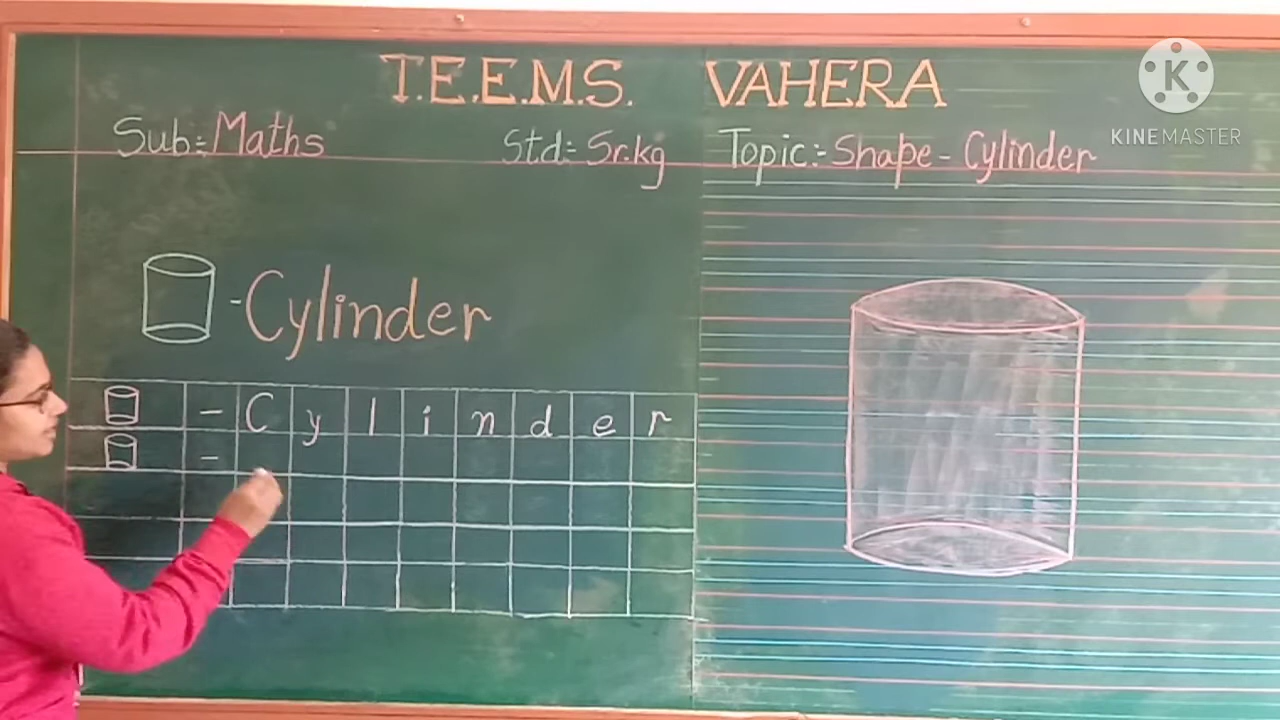 T.E.E.M.S. VAHERA
K
KINEMASTER
Sub:- Maths Std:- Sr.kg Topic:- Shape - Cylinder
- Cylinder
- C y l i n d e r
-